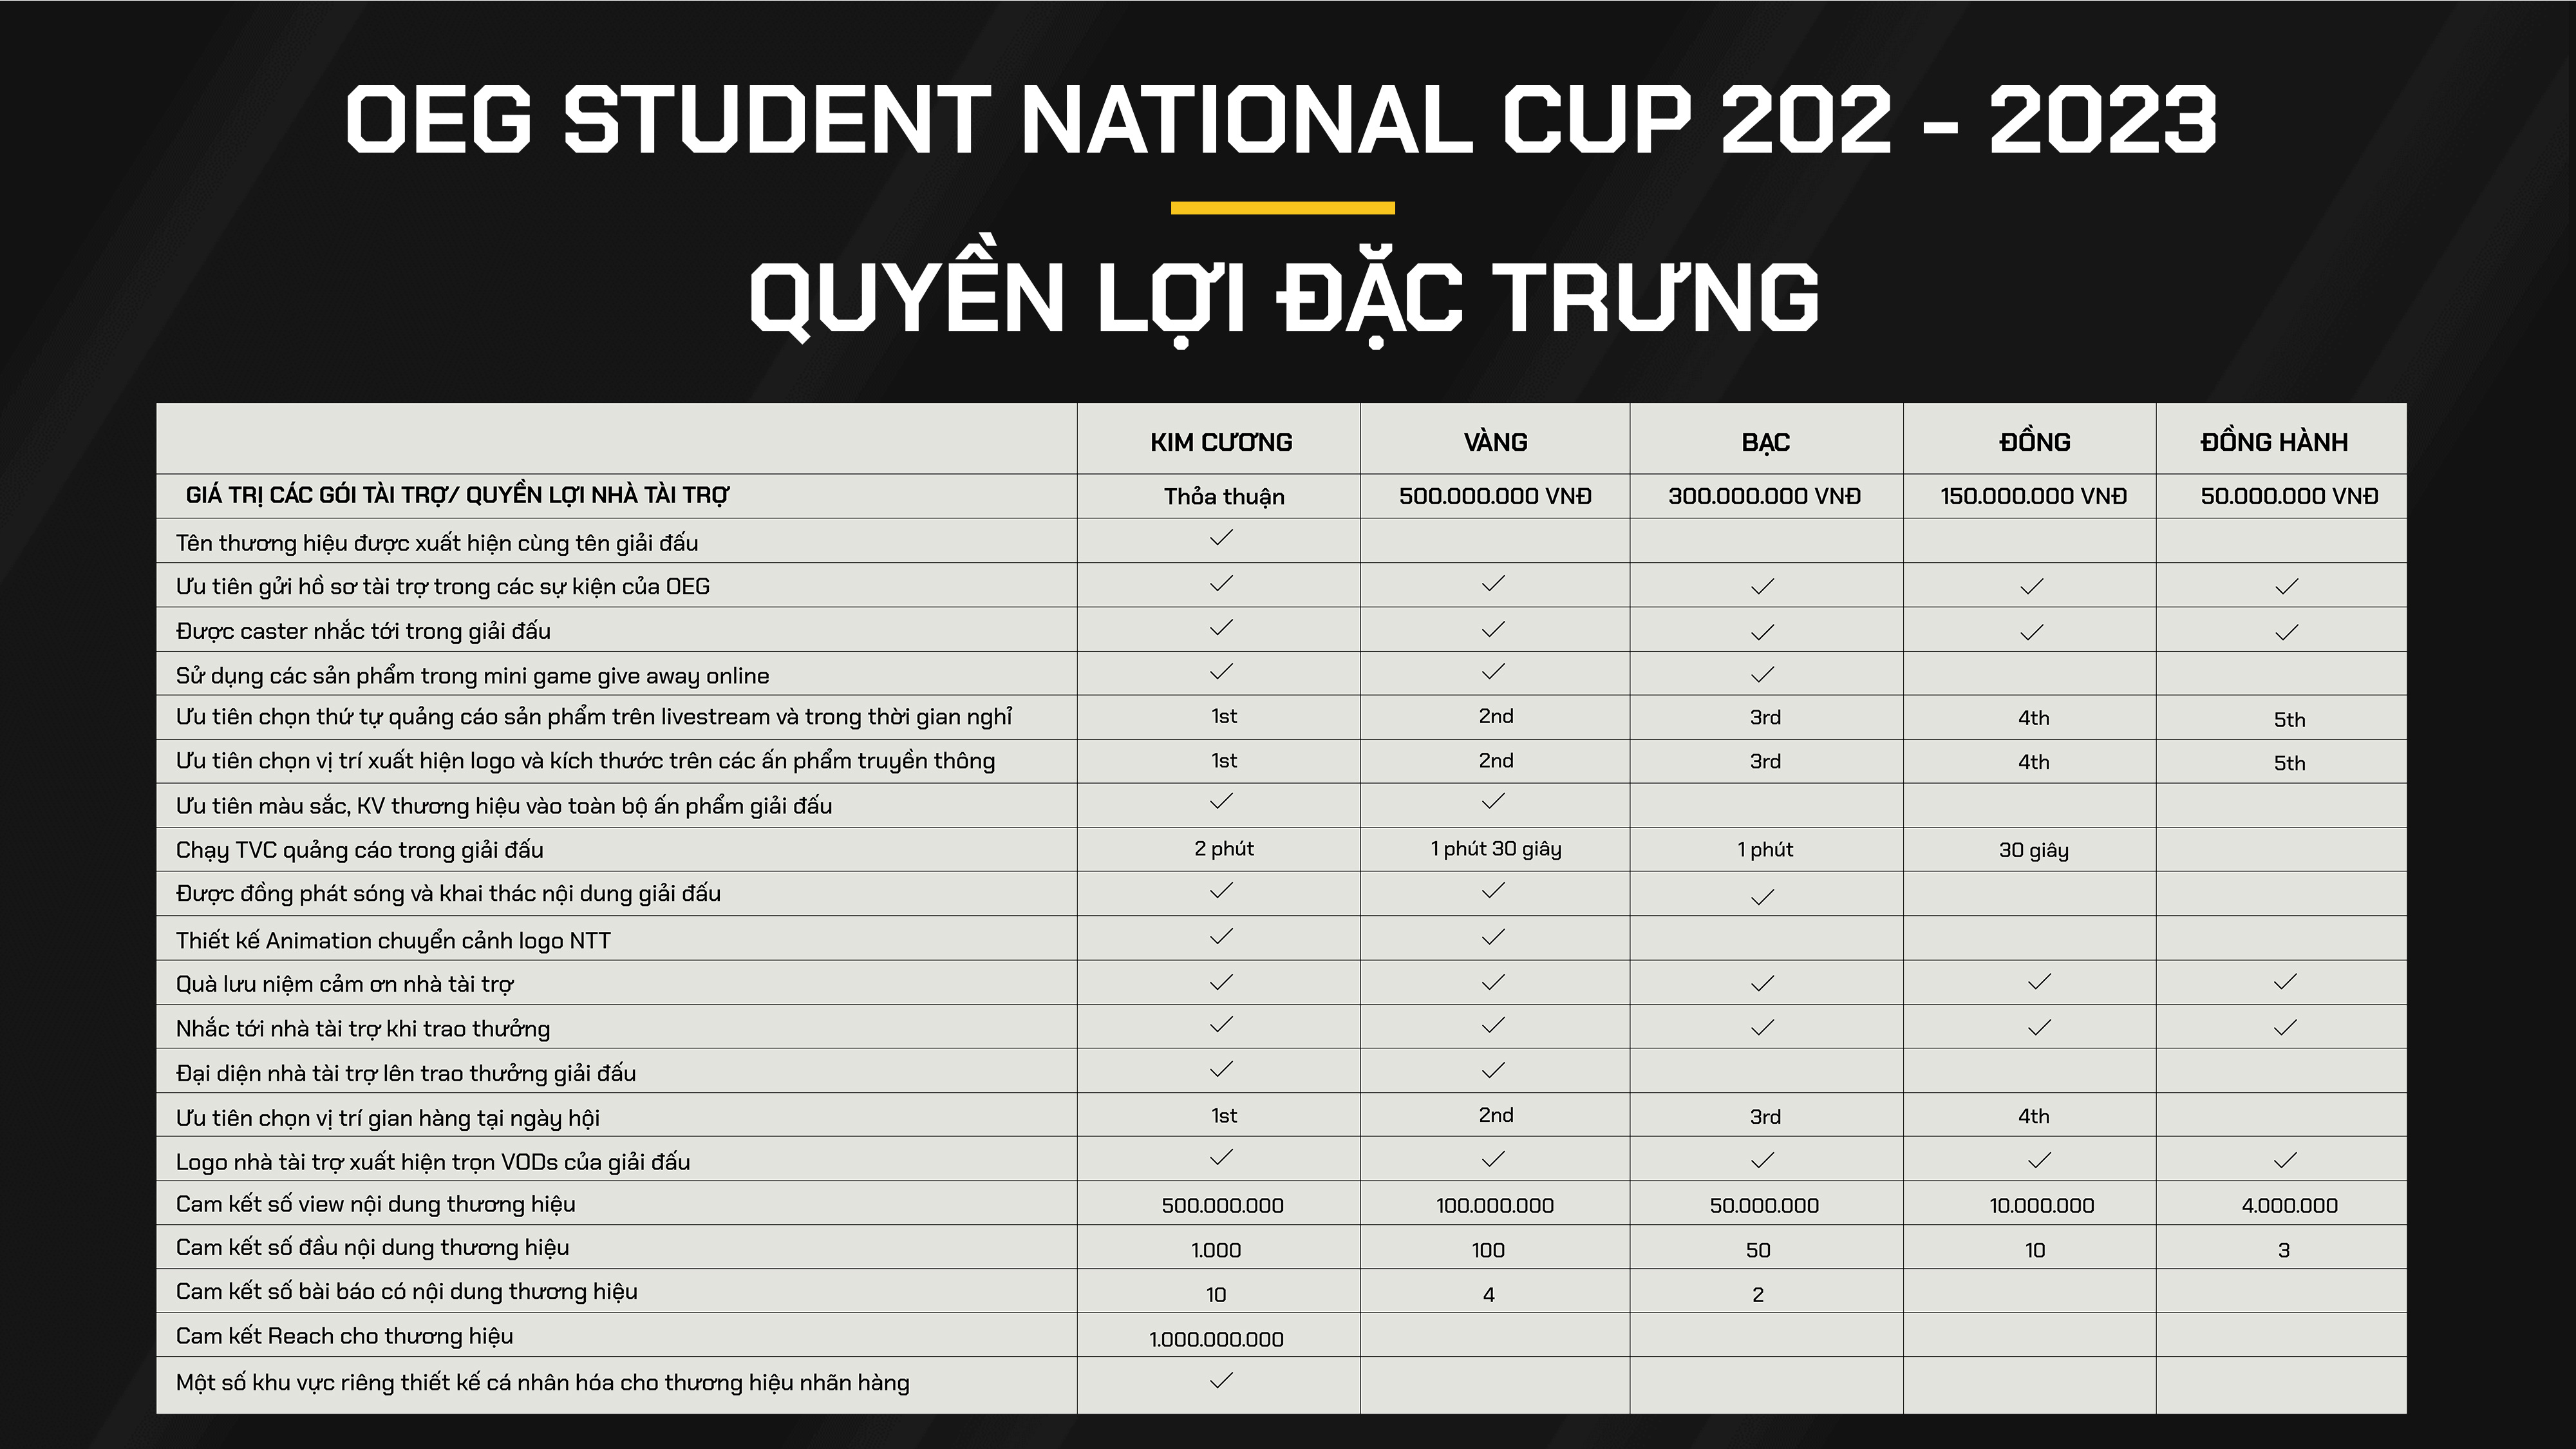 OEG STUDENT NATIONAL CUP 202 - 2023
QUYỀN LỢI ĐẶC TRƯNG
KIM CƯƠNG VÀNG BẠC ĐỒNG ĐỒNG HÀNH
GIÁ TRỊ CÁC GÓI TÀI TRỢ/ QUYỀN LỢI NHÀ TÀI TRỢ Thỏa thuận 500.000.000 VNĐ 300.000.000 VNĐ 150.000.000 VNĐ 50.000.000 VNĐ
Tên thương hiệu được xuất hiện cùng tên giải đấu ✓
Ưu tiên gửi hồ sơ tài trợ trong các sự kiện của OEG ✓ ✓ ✓ ✓ ✓
Được caster nhắc tới trong giải đấu ✓ ✓ ✓ ✓ ✓
Sử dụng các sản phẩm trong mini game give away online ✓ ✓ ✓
Ưu tiên chọn thứ tự quảng cáo sản phẩm trên livestream và trong thời gian nghỉ 1st 2nd 3rd 4th 5th
Ưu tiên chọn vị trí xuất hiện logo và kích thước trên các ấn phẩm truyền thông 1st 2nd 3rd 4th 5th
Ưu tiên màu sắc, KV thương hiệu vào toàn bộ ấn phẩm giải đấu ✓ ✓
Chạy TVC quảng cáo trong giải đấu 2 phút 1 phút 30 giây 1 phút 30 giây
Được đồng phát sóng và khai thác nội dung giải đấu ✓ ✓ ✓
Thiết kế Animation chuyển cảnh logo NTT ✓ ✓
Quà lưu niệm cảm ơn nhà tài trợ ✓ ✓ ✓ ✓ ✓
Nhắc tới nhà tài trợ khi trao thưởng ✓ ✓ ✓ ✓ ✓
Đại diện nhà tài trợ lên trao thưởng giải đấu ✓ ✓
Ưu tiên chọn vị trí gian hàng tại ngày hội 1st 2nd 3rd 4th
Logo nhà tài trợ xuất hiện trọn VODs của giải đấu ✓ ✓ ✓ ✓ ✓
Cam kết số view nội dung thương hiệu 500.000.000 100.000.000 50.000.000 10.000.000 4.000.000
Cam kết số đầu nội dung thương hiệu 1.000 100 50 10 3
Cam kết số bài báo có nội dung thương hiệu 10 4 2
Cam kết Reach cho thương hiệu 1.000.000.000
Một số khu vực riêng thiết kế cá nhân hóa cho thương hiệu nhãn hàng ✓